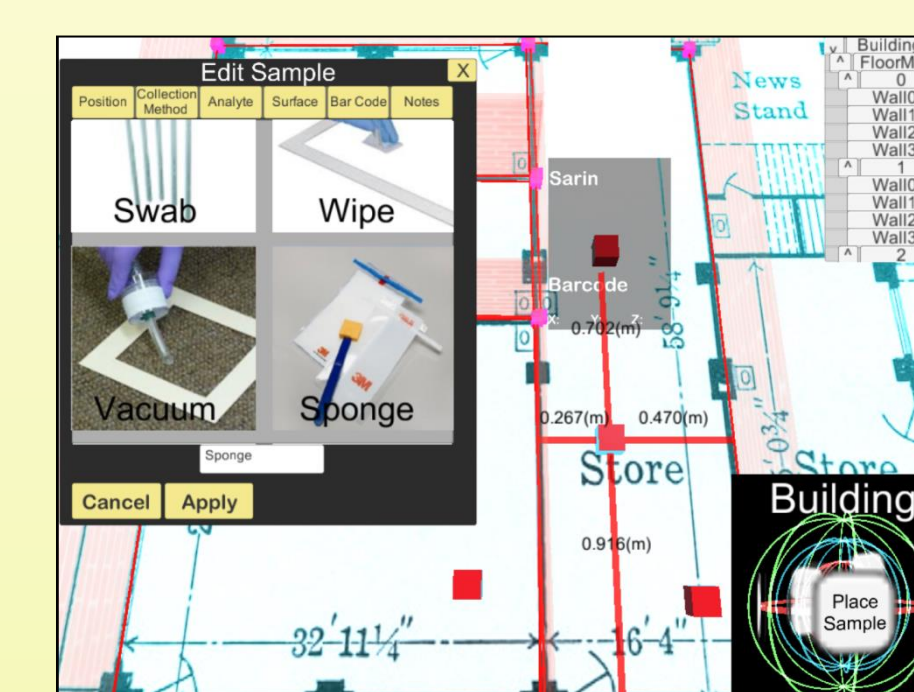 Edit Sample
X
Position
Collection
Method
Analyte
Surface
Bar Code
Notes
Swab
Wipe
Vacuum
Sponge
3M
3M
Sponge
Cancel
Apply
News
Stand
Sarin
Barcode
X: Y: Z:
0.702(m)
58'9¼"
0.267(m)
0.470(m)
Store
Store
0.916(m)
32'11¼"
16'4"
Building
FloorM
0
Wall0
Wall1
Wall2
Wall3
1
Wall0
Wall1
Wall2
Wall3
2
Building
Place
Sample